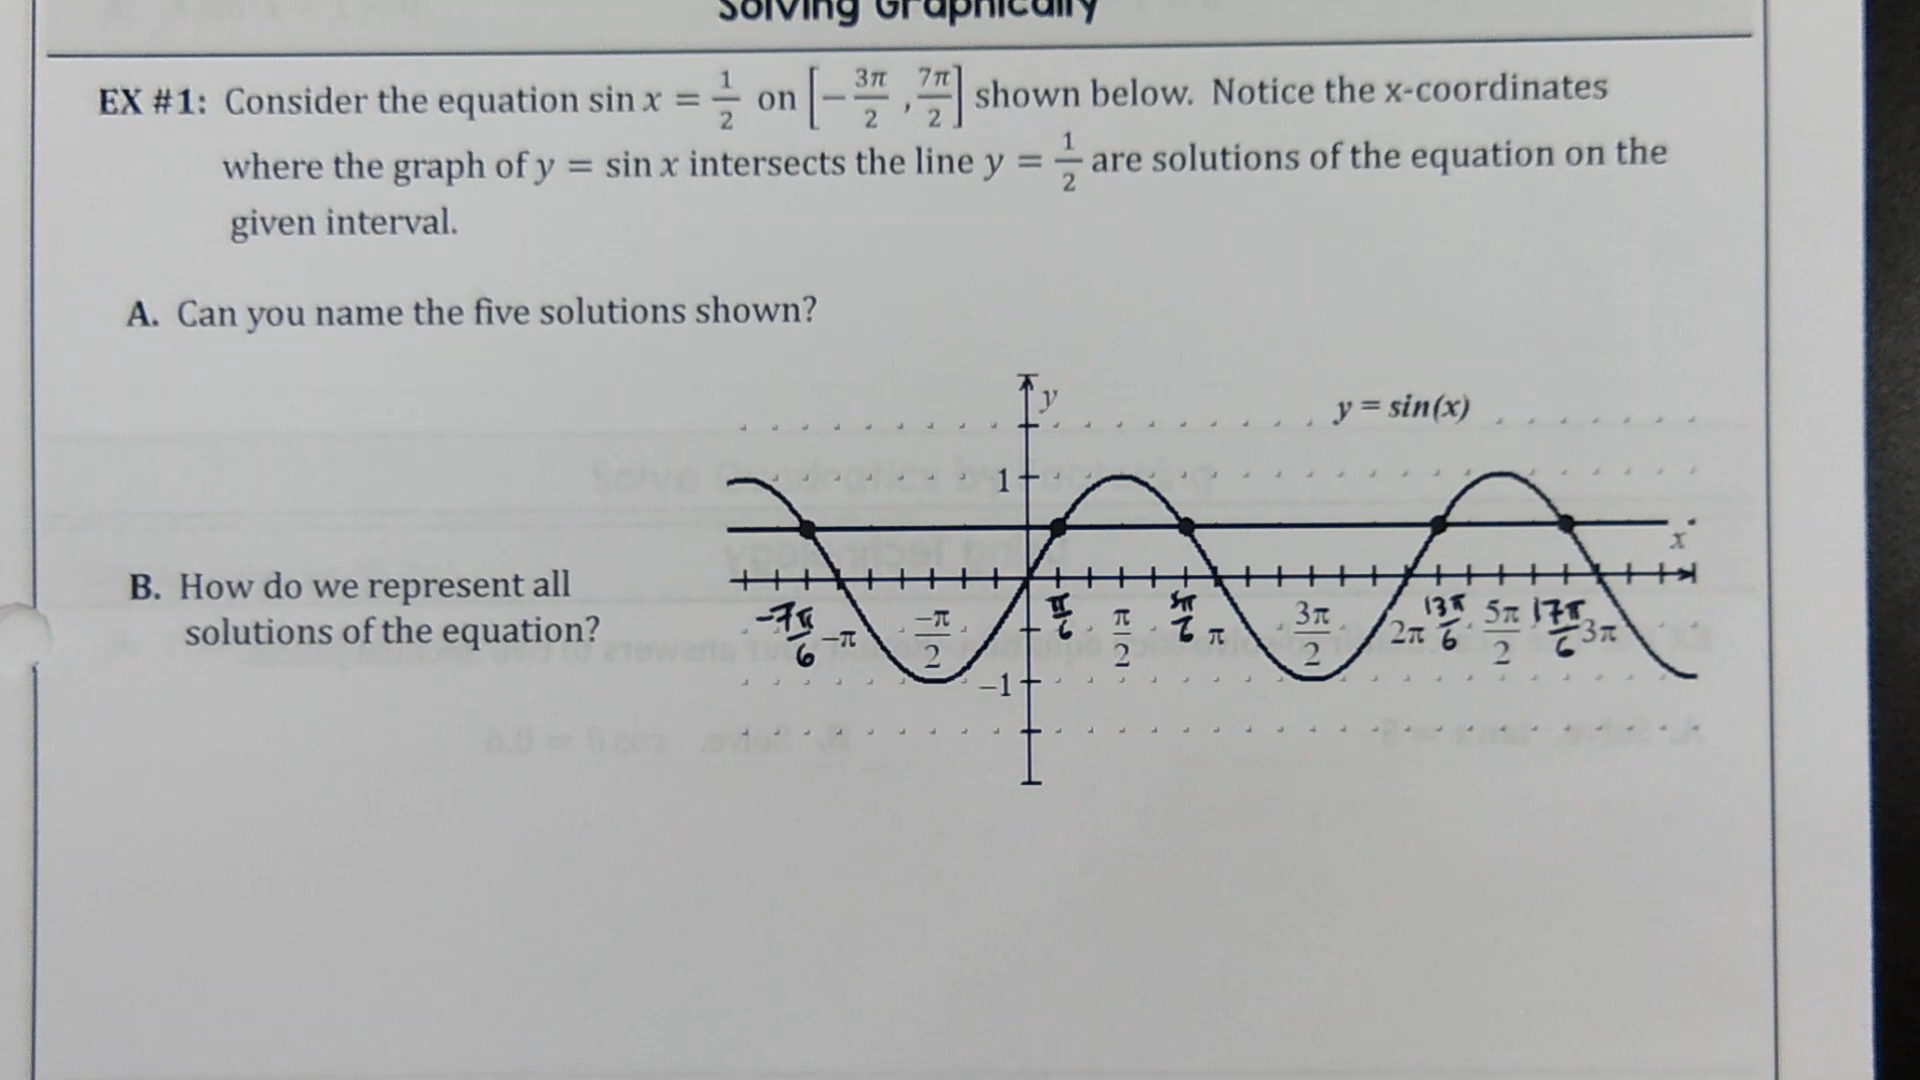 Solving Graphically
EX #1: Consider the equation sin x = 1/2 on [−3π/2, 7π/2] shown below. Notice the x-coordinates
where the graph of y = sin x intersects the line y = 1/2 are solutions of the equation on the
given interval.
A. Can you name the five solutions shown?
y
y = sin(x)
1
x
B. How do we represent all
solutions of the equation?
-7π/6 −π −π/2 π/6 π/2 5π/6 π 3π/2 2π 13π/6 5π/2 17π/6 3π
−1